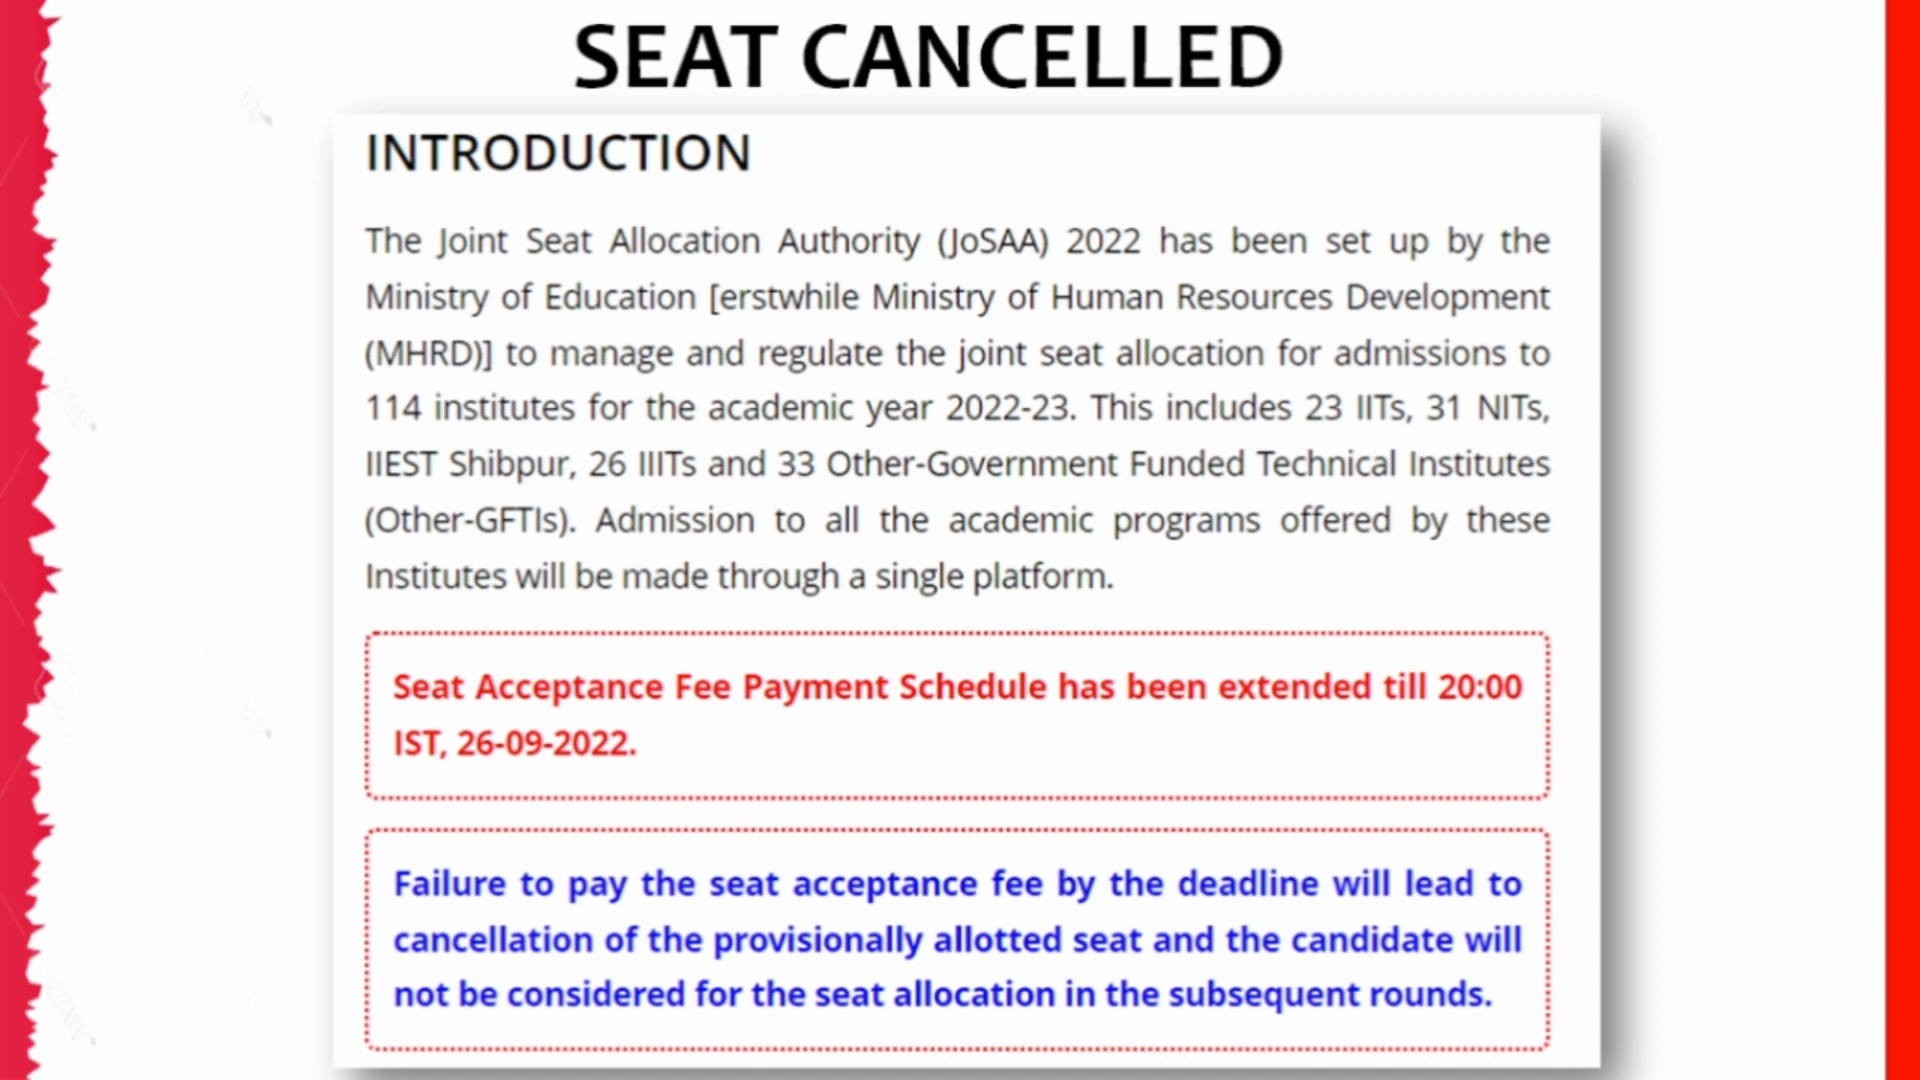 SEAT CANCELLED
INTRODUCTION
The Joint Seat Allocation Authority (JoSAA) 2022 has been set up by the
Ministry of Education [erstwhile Ministry of Human Resources Development
(MHRD)] to manage and regulate the joint seat allocation for admissions to
114 institutes for the academic year 2022-23. This includes 23 IITs, 31 NITs,
IIEST Shibpur, 26 IIITs and 33 Other-Government Funded Technical Institutes
(Other-GFTIs). Admission to all the academic programs offered by these
Institutes will be made through a single platform.
Seat Acceptance Fee Payment Schedule has been extended till 20:00
IST, 26-09-2022.
Failure to pay the seat acceptance fee by the deadline will lead to
cancellation of the provisionally allotted seat and the candidate will
not be considered for the seat allocation in the subsequent rounds.